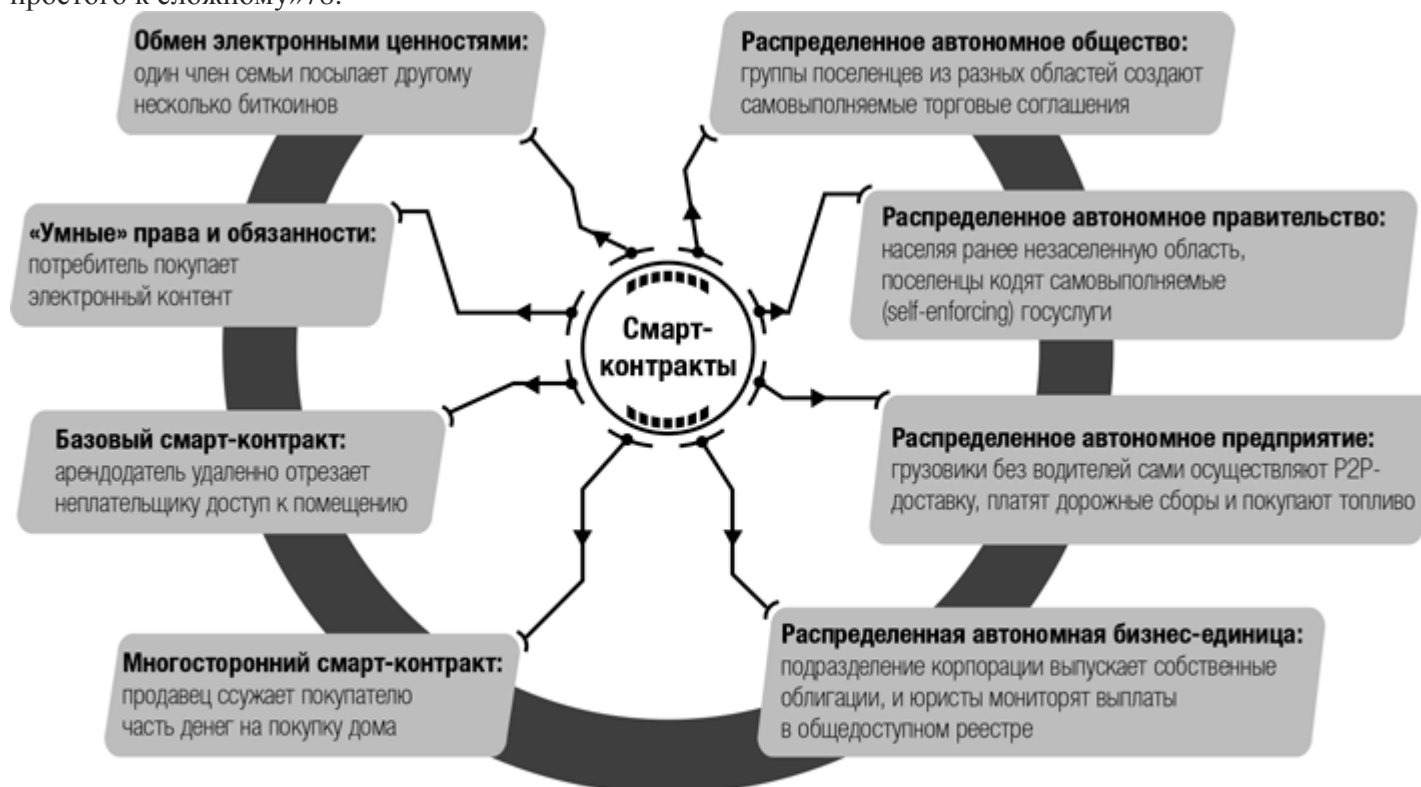 простого к сложному»78.
Обмен электронными ценностями:
один член семьи посылает другому
несколько биткоинов
«Умные» права и обязанности:
потребитель покупает
электронный контент
Базовый смарт-контракт:
арендодатель удаленно отрезает
неплательщику доступ к помещению
Многосторонний смарт-контракт:
продавец ссужает покупателю
часть денег на покупку дома
Смарт-
контракты
Распределенное автономное общество:
группы поселенцев из разных областей создают
самовыполняемые торговые соглашения
Распределенное автономное правительство:
населяя ранее незаселенную область,
поселенцы кодят самовыполняемые
(self-enforcing) госуслуги
Распределенное автономное предприятие:
грузовики без водителей сами осуществляют P2P-
доставку, платят дорожные сборы и покупают топливо
Распределенная автономная бизнес-единица:
подразделение корпорации выпускает собственные
облигации, и юристы мониторят выплаты
в общедоступном реестре